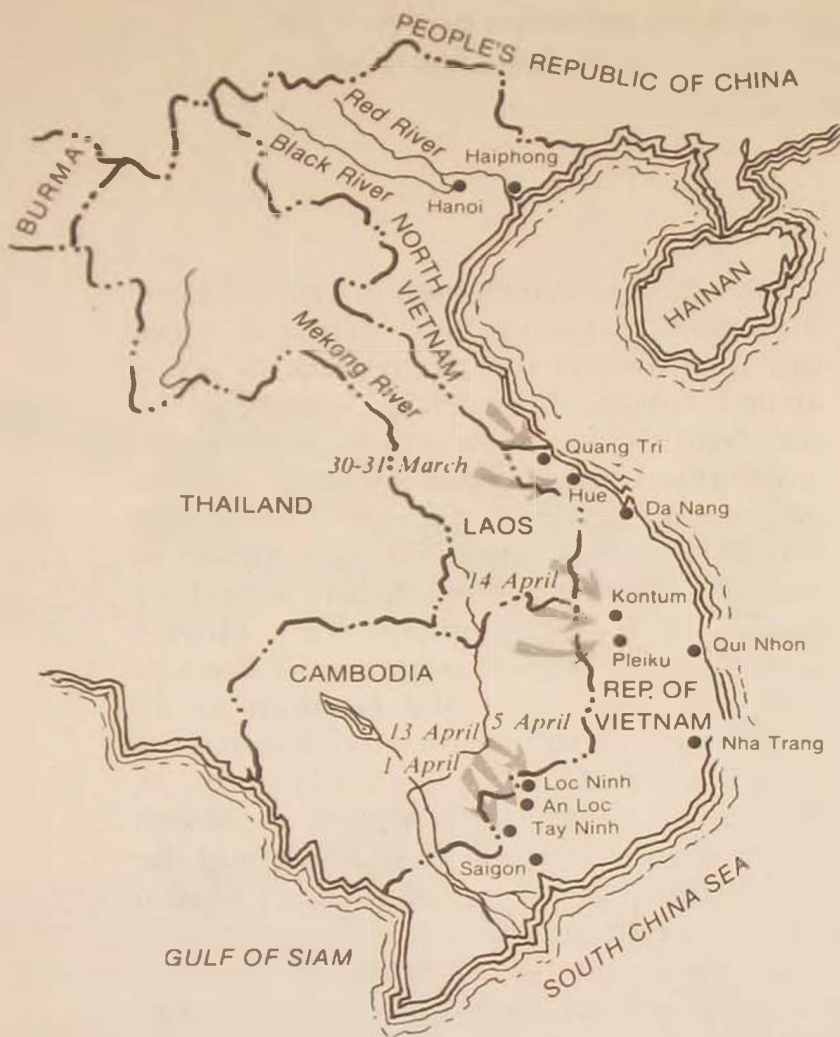 PEOPLE'S REPUBLIC OF CHINA
Red River
Black River
Haiphong
Hanoi
BURMA
NORTH
VIETNAM
HAINAN
Mekong River
Quang Tri
30-31 March
Hue
THAILAND
LAOS
Da Nang
14 April
Kontum
Pleiku
Qui Nhon
CAMBODIA
REP. OF
VIETNAM
13 April
5 April
Nha Trang
1 April
Loc Ninh
An Loc
Tay Ninh
Saigon
SOUTH CHINA SEA
GULF OF SIAM